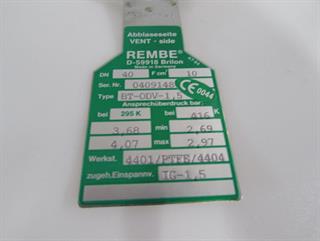 Abblaseseite
VENT - side
REMBE®
D-59918 Brilon
Made in Germany
DN 40 F cm² 10
Ser. Nr. 0409148 CE 0044
Type BT-ODV-1,5
Ansprechüberdruck bar:
bei 295 K bei 416 K
3,68 min 2,69
4,07 max 2,97
Werkst. 4401/PTFE/4404
zugeh. Einspannv. IG-1,5